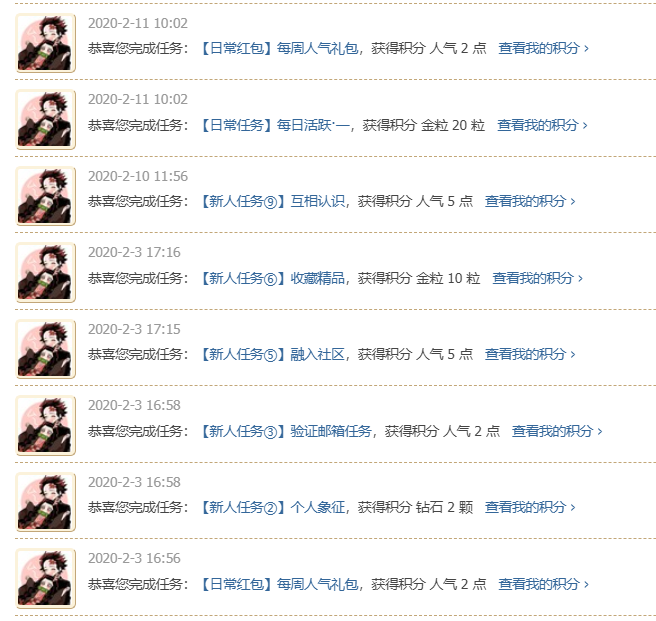 2020-2-11 10:02
恭喜您完成任务：【日常红包】每周人气礼包，获得积分 人气 2 点 查看我的积分 ›
2020-2-11 10:02
恭喜您完成任务：【日常任务】每日活跃·一，获得积分 金粒 20 粒 查看我的积分 ›
2020-2-10 11:56
恭喜您完成任务：【新人任务⑨】互相认识，获得积分 人气 5 点 查看我的积分 ›
2020-2-3 17:16
恭喜您完成任务：【新人任务⑥】收藏精品，获得积分 金粒 10 粒 查看我的积分 ›
2020-2-3 17:15
恭喜您完成任务：【新人任务⑤】融入社区，获得积分 人气 5 点 查看我的积分 ›
2020-2-3 16:58
恭喜您完成任务：【新人任务③】验证邮箱任务，获得积分 人气 2 点 查看我的积分 ›
2020-2-3 16:58
恭喜您完成任务：【新人任务②】个人象征，获得积分 钻石 2 颗 查看我的积分 ›
2020-2-3 16:56
恭喜您完成任务：【日常红包】每周人气礼包，获得积分 人气 2 点 查看我的积分 ›